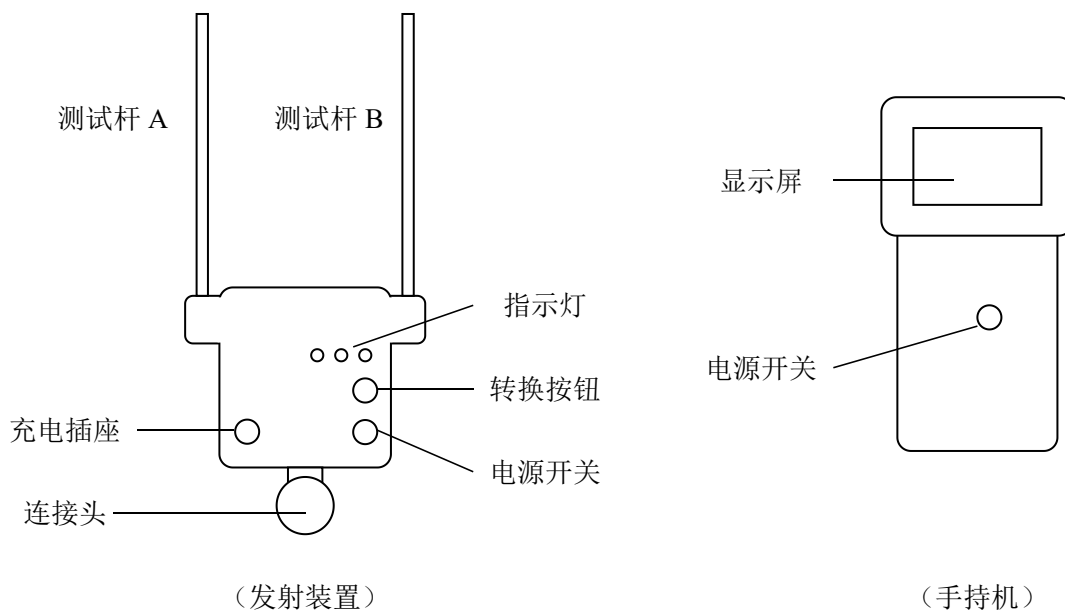 测试杆 A
测试杆 B
显示屏
指示灯
电源开关
转换按钮
充电插座
电源开关
连接头
（发射装置）
（手持机）